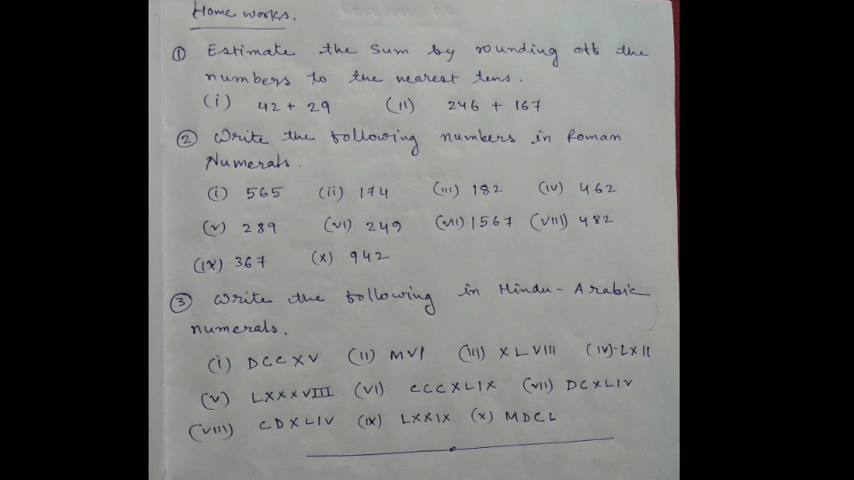 Home works.
① Estimate the Sum by rounding off the
numbers to the nearest tens.
(i) 42 + 29 (ii) 246 + 167
② Write the following numbers in Roman
Numerals.
(i) 565 (ii) 174 (iii) 182 (iv) 462
(v) 289 (vi) 249 (vii) 1567 (viii) 482
(ix) 367 (x) 942
③ Write the following in Hindu-Arabic
numerals.
(i) DCCXV (ii) MVI (iii) XLVIII (iv) LXII
(v) LXXXVIII (vi) CCCXLIX (vii) DCXLIV
(viii) CDXLIV (ix) LXXIX (x) MDCL